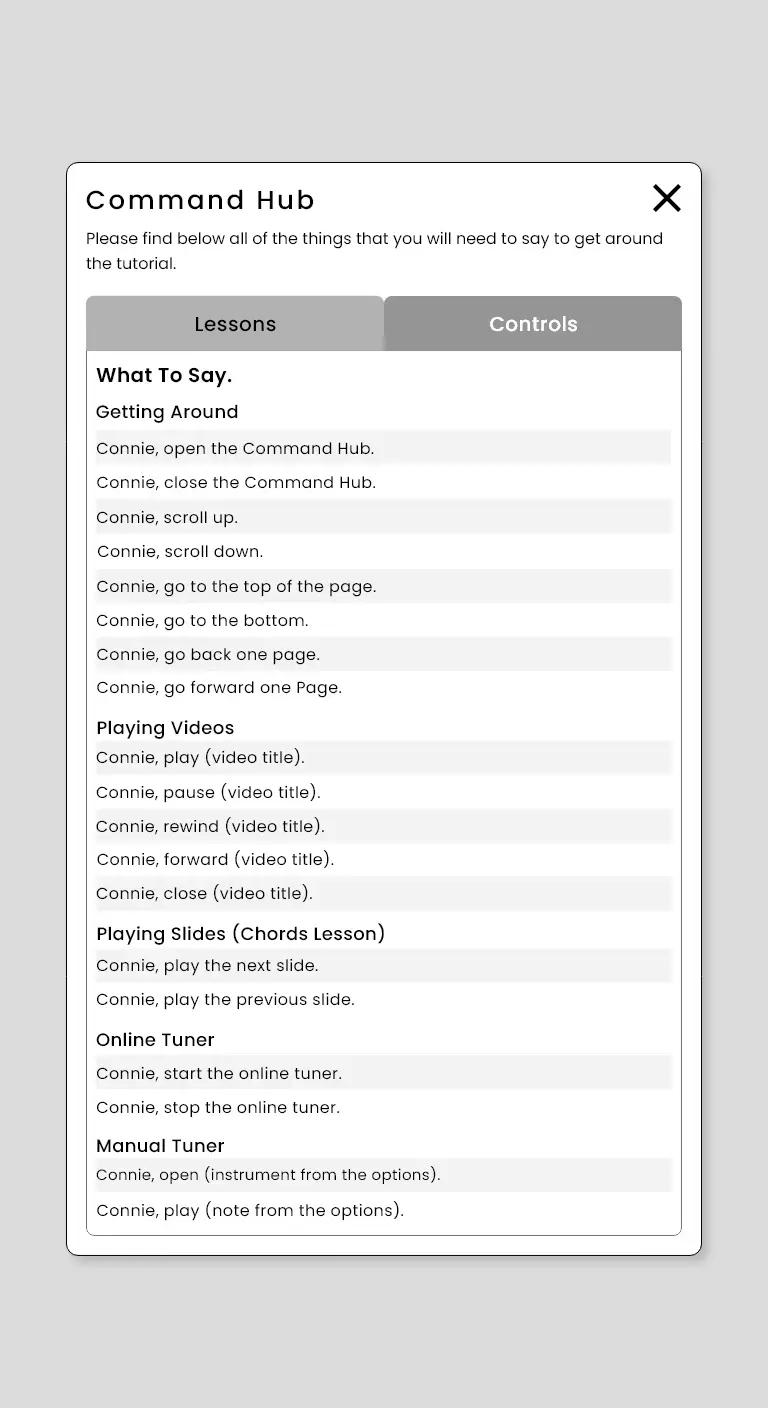 Command Hub
Please find below all of the things that you will need to say to get around
the tutorial.
Lessons
Controls
What To Say.
Getting Around
Connie, open the Command Hub.
Connie, close the Command Hub.
Connie, scroll up.
Connie, scroll down.
Connie, go to the top of the page.
Connie, go to the bottom.
Connie, go back one page.
Connie, go forward one Page.
Playing Videos
Connie, play (video title).
Connie, pause (video title).
Connie, rewind (video title).
Connie, forward (video title).
Connie, close (video title).
Playing Slides (Chords Lesson)
Connie, play the next slide.
Connie, play the previous slide.
Online Tuner
Connie, start the online tuner.
Connie, stop the online tuner.
Manual Tuner
Connie, open (instrument from the options).
Connie, play (note from the options).